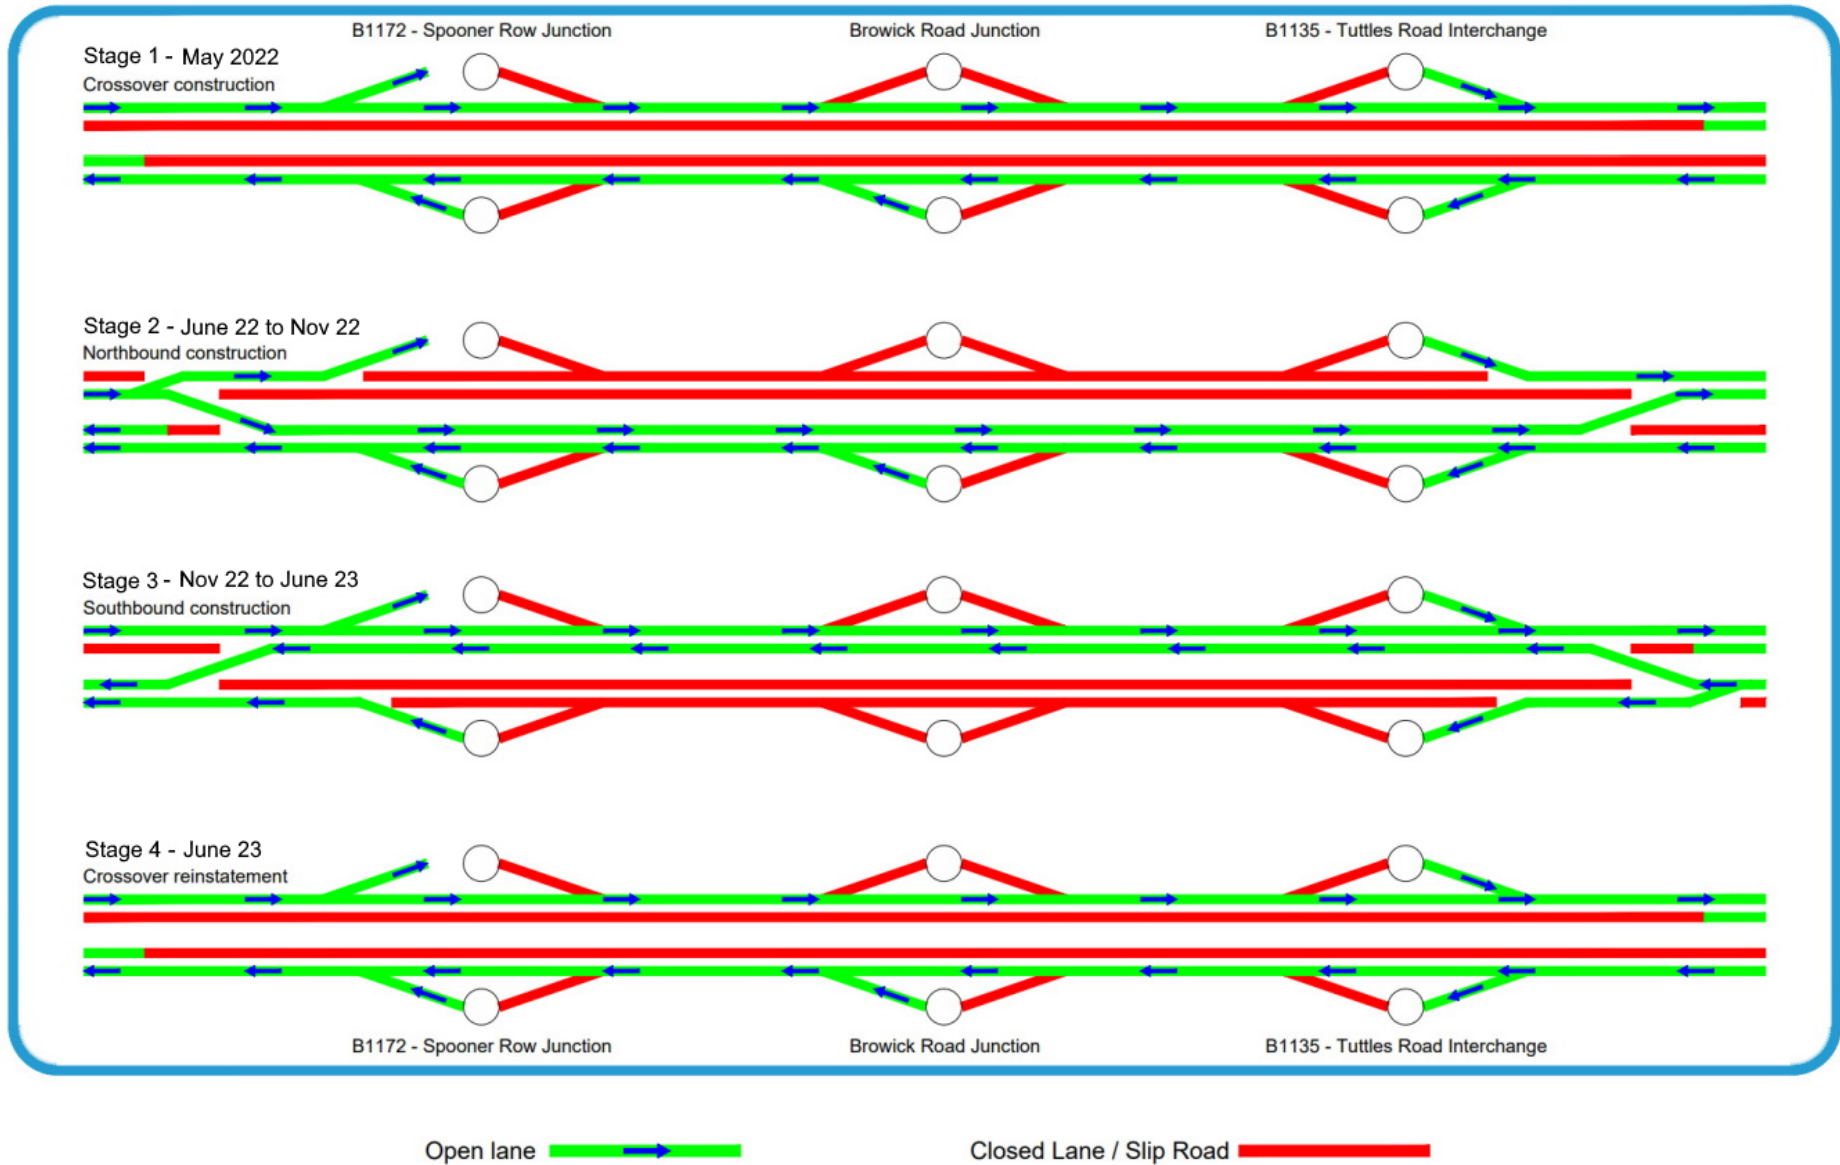 B1172 - Spooner Row Junction
Browick Road Junction
B1135 - Tuttles Road Interchange
Stage 1 - May 2022
Crossover construction
Stage 2 - June 22 to Nov 22
Northbound construction
Stage 3 - Nov 22 to June 23
Southbound construction
Stage 4 - June 23
Crossover reinstatement
B1172 - Spooner Row Junction
Browick Road Junction
B1135 - Tuttles Road Interchange
Open lane
Closed Lane / Slip Road